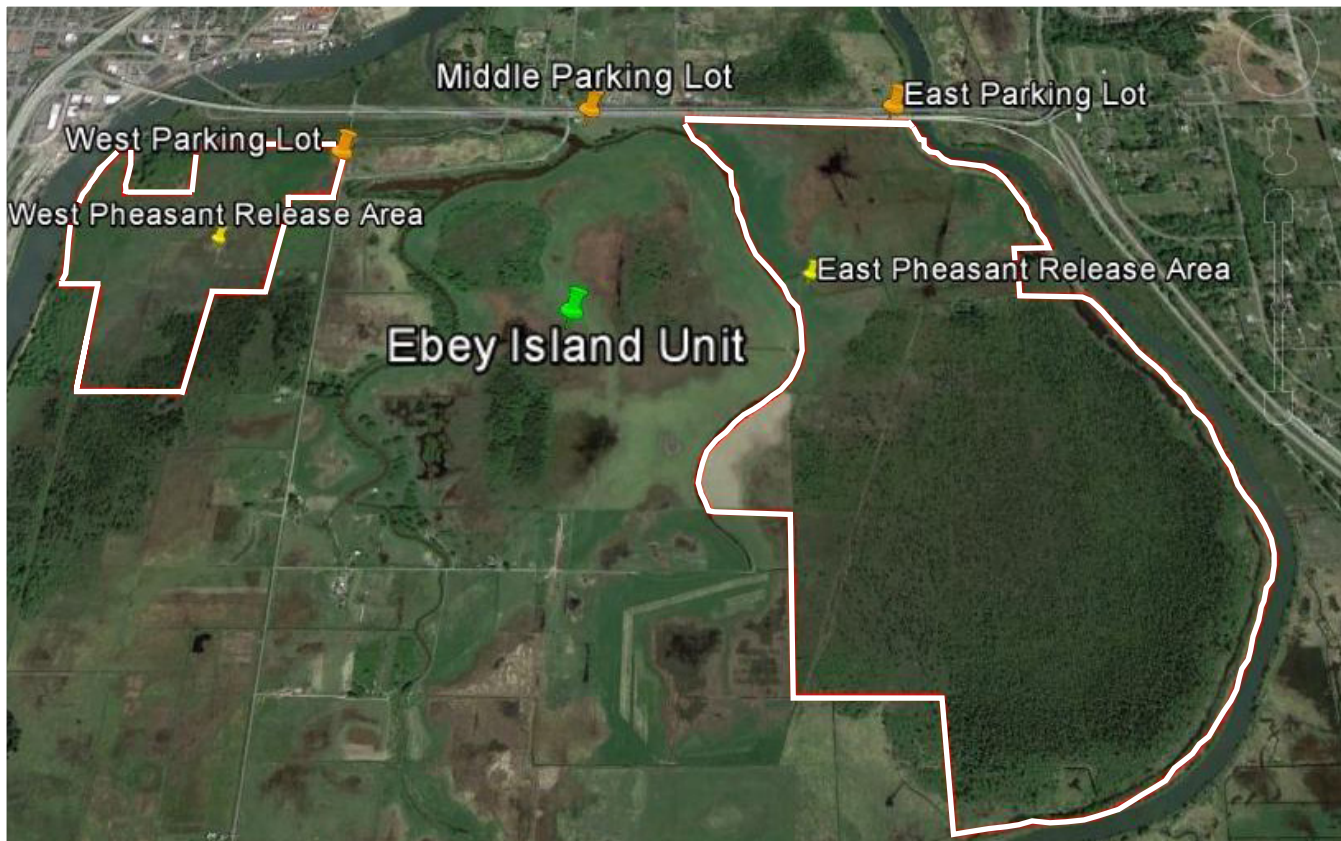 Middle Parking Lot
East Parking Lot
West Parking Lot
West Pheasant Release Area
East Pheasant Release Area
Ebey Island Unit